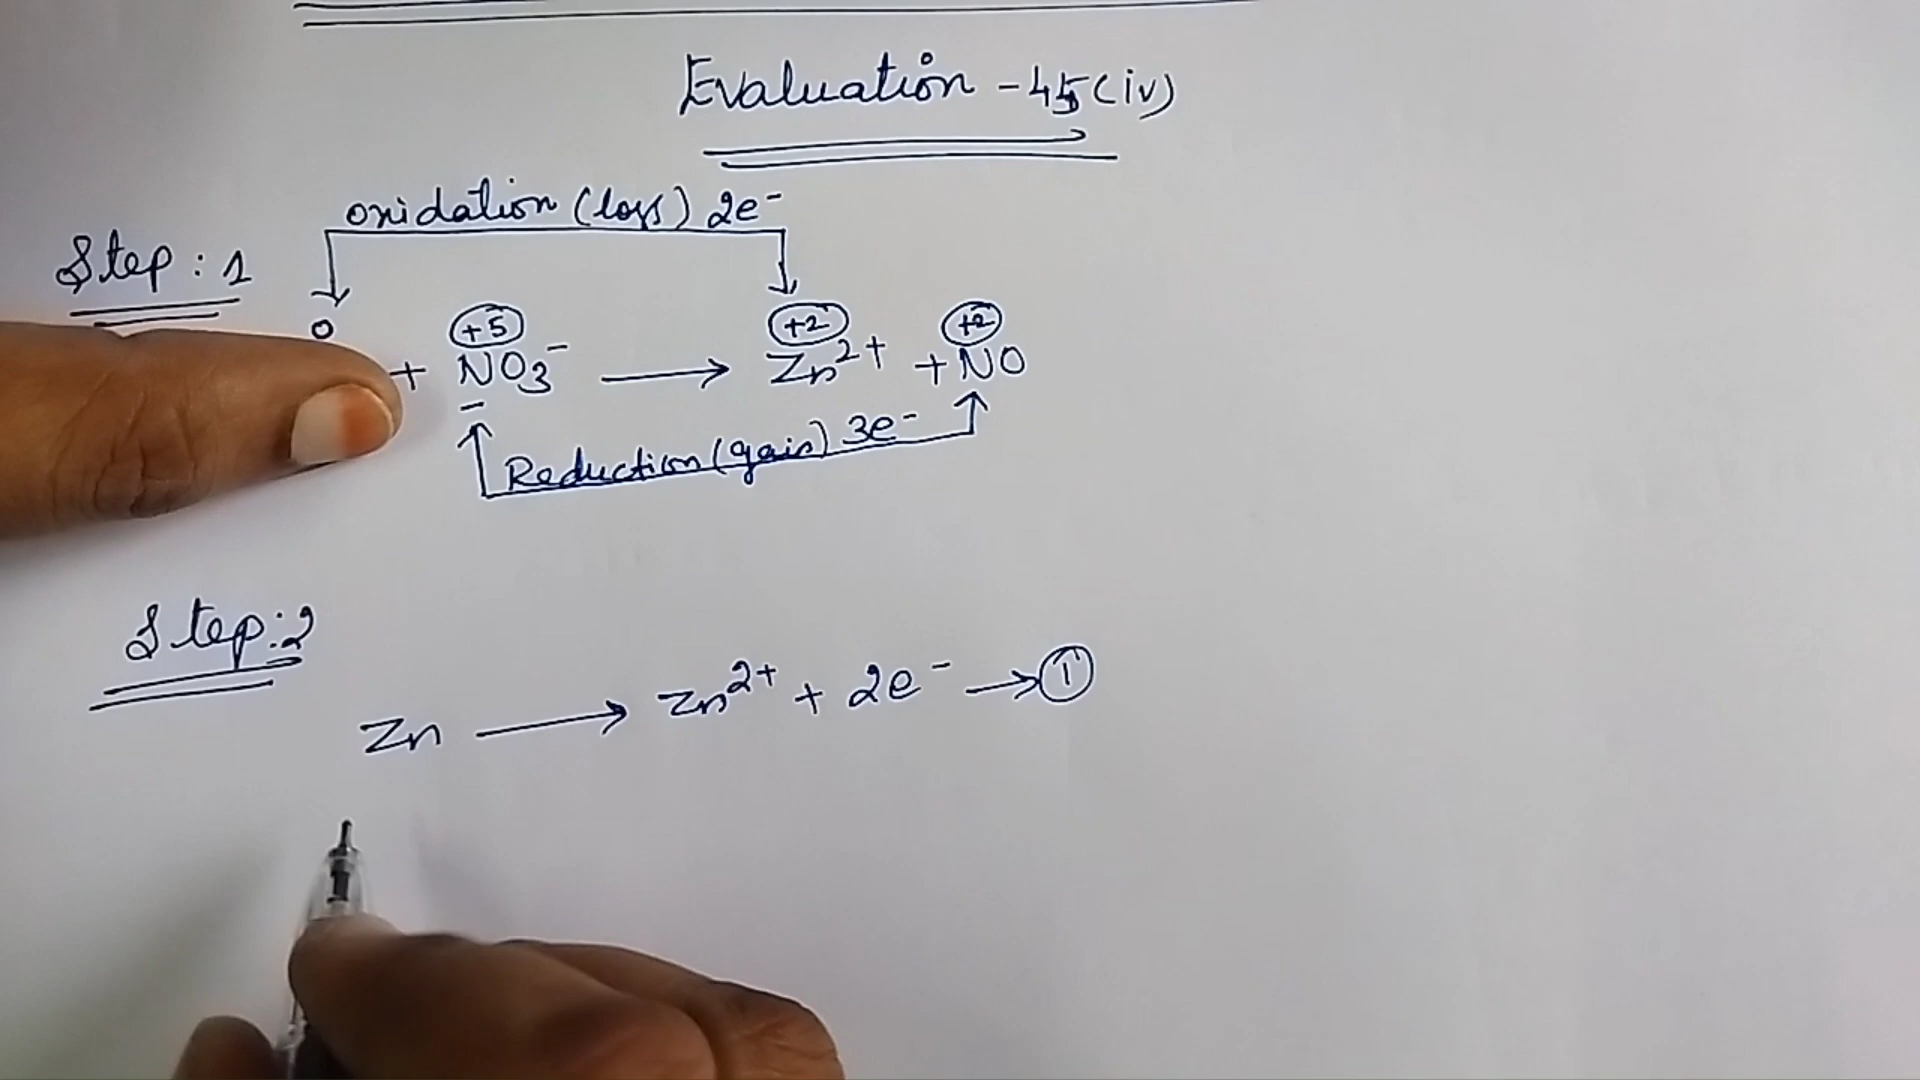 Evaluation - 45(iv)
oxidation (loss) 2e⁻
Step : 1
0 +5 +2 +2
+ NO₃⁻ ⟶ Zn²⁺ + NO
Reduction (gain) 3e⁻
Step : 2
Zn ⟶ Zn²⁺ + 2e⁻ → ①